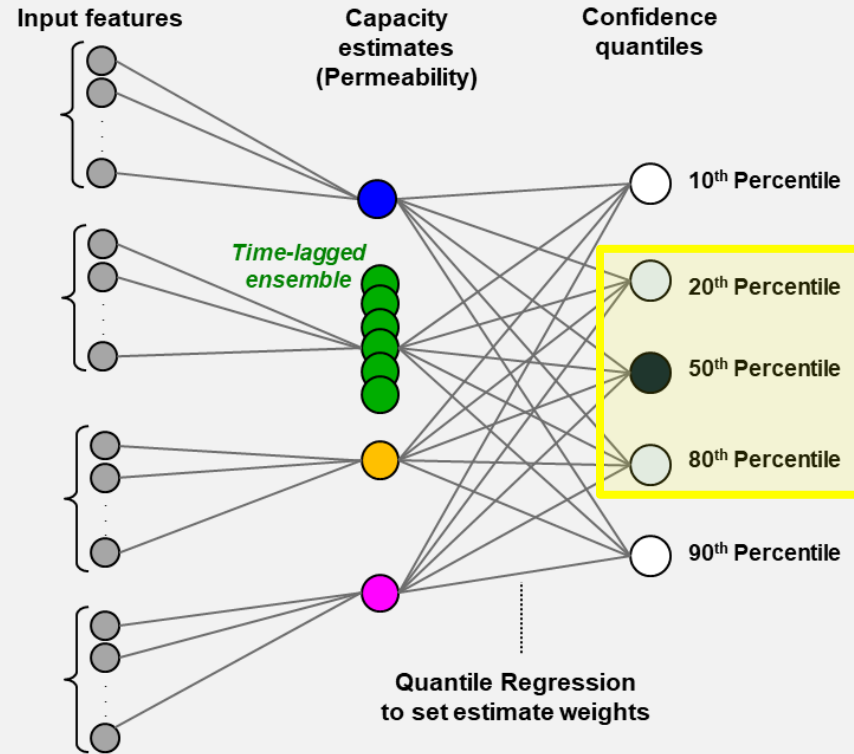 Input features
Capacity
estimates
(Permeability)
Confidence
quantiles
Time-lagged
ensemble
10th Percentile
20th Percentile
50th Percentile
80th Percentile
90th Percentile
Quantile Regression
to set estimate weights